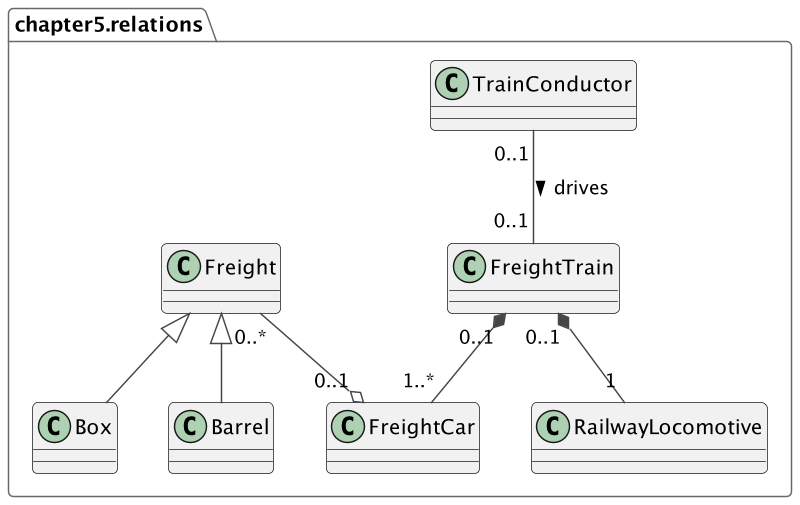 chapter5.relations
C TrainConductor
0..1
drives
0..1
C Freight
C FreightTrain
0..*
0..1
0..1
0..1
1..*
1
C Box
C Barrel
C FreightCar
C RailwayLocomotive